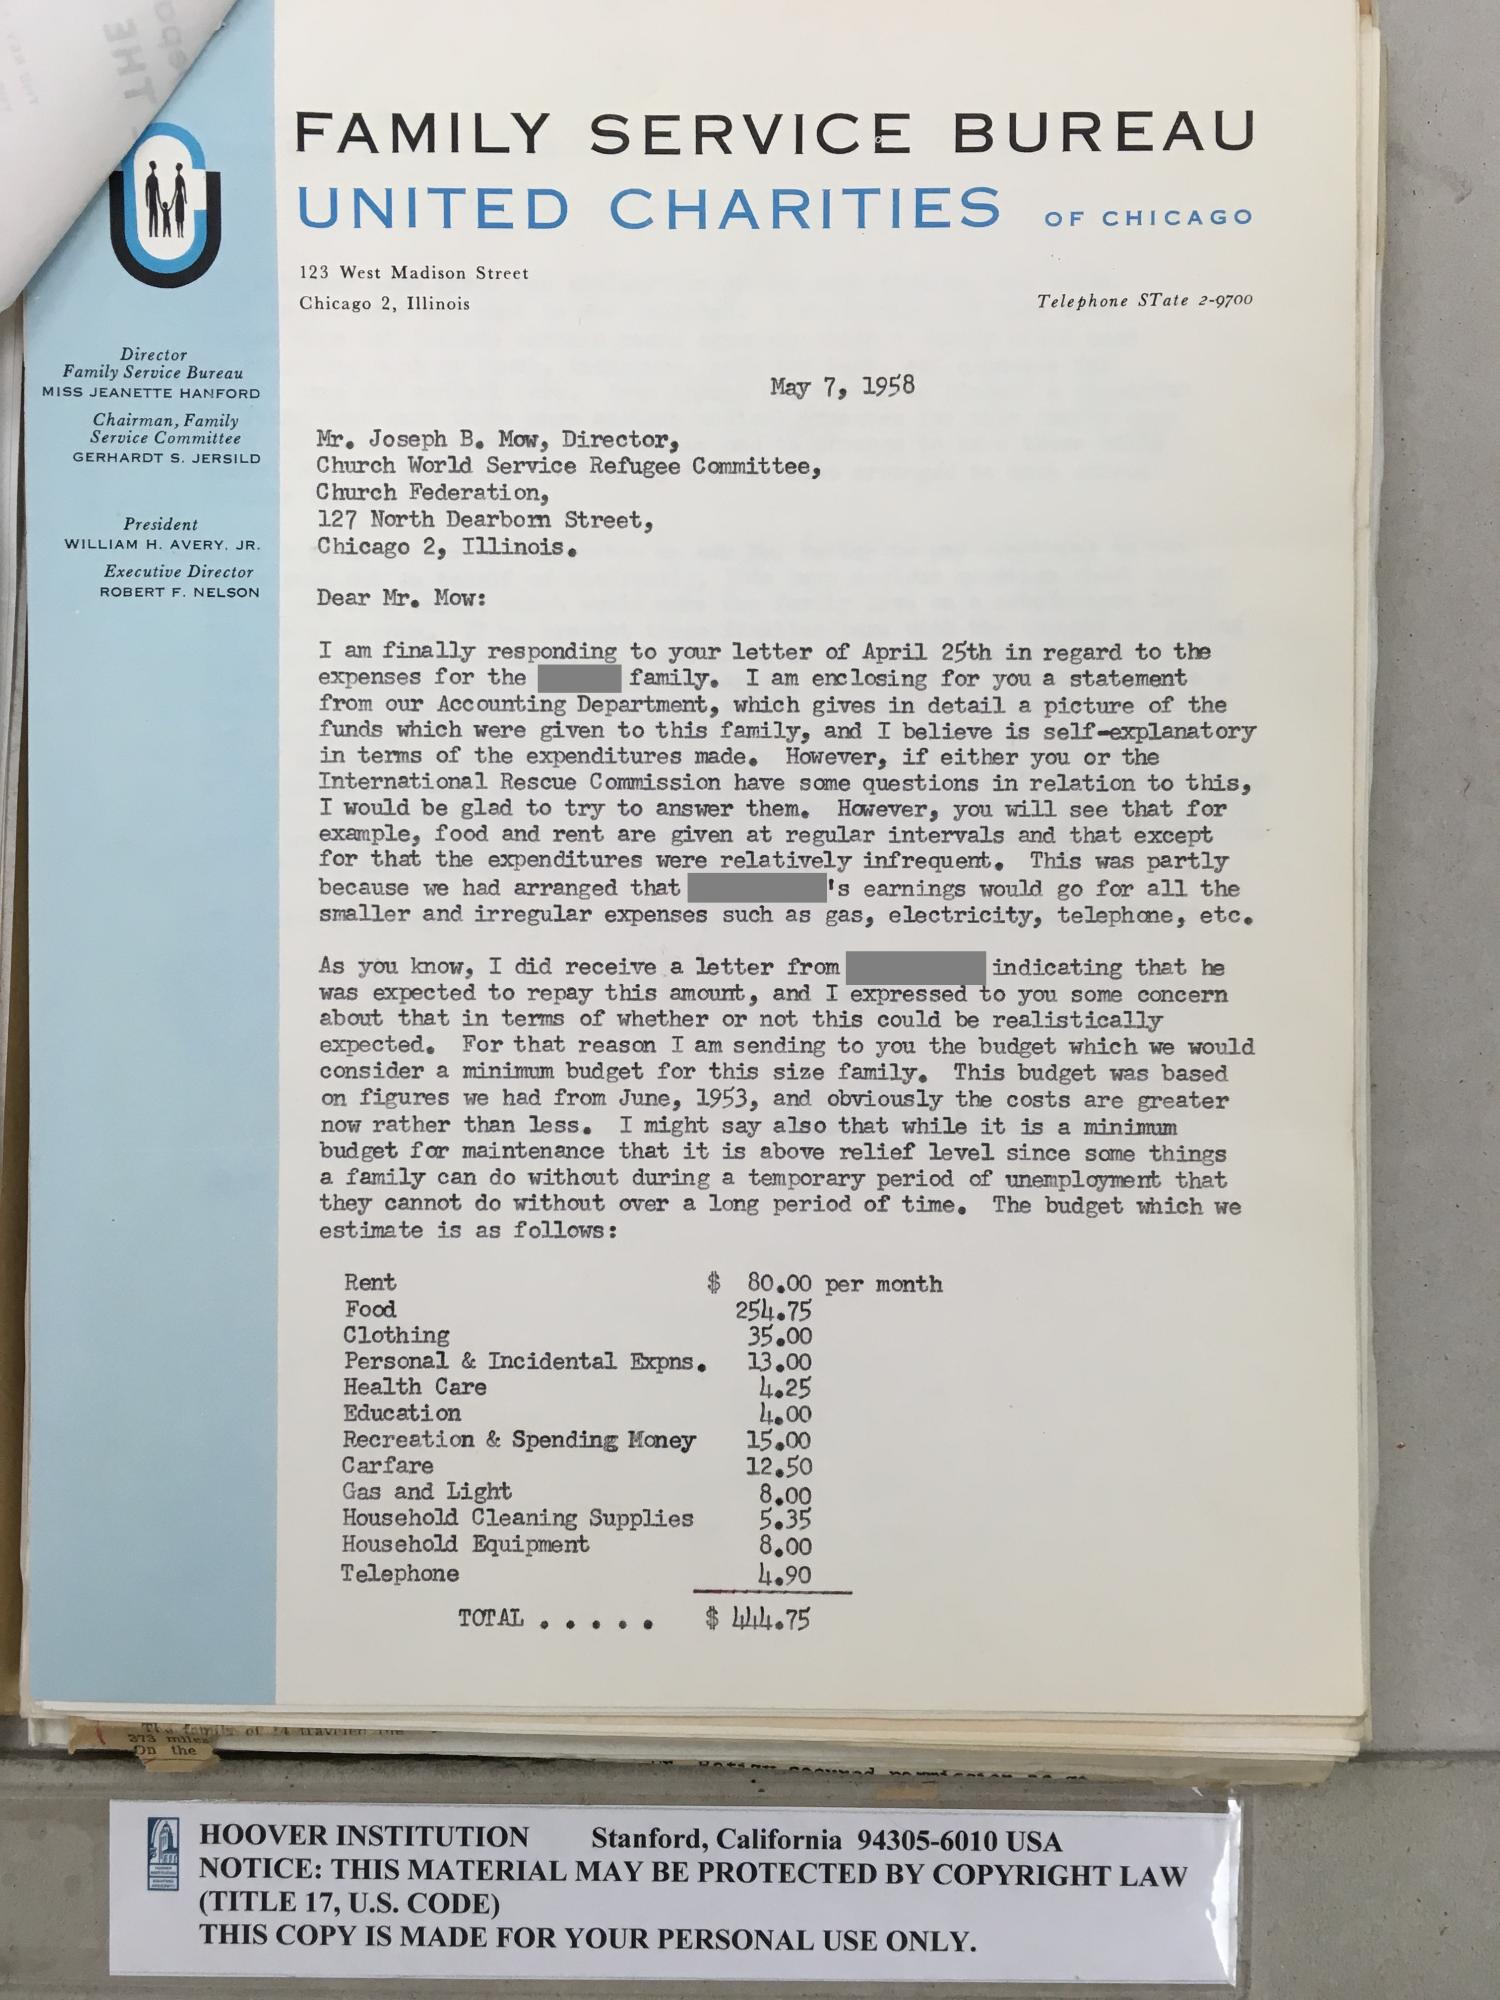 FAMILY SERVICE BUREAU
UNITED CHARITIES OF CHICAGO
123 West Madison Street
Chicago 2, Illinois
Telephone STate 2-9700
Director
Family Service Bureau
MISS JEANETTE HANFORD
Chairman, Family
Service Committee
GERHARDT S. JERSILD
President
WILLIAM H. AVERY, JR.
Executive Director
ROBERT F. NELSON
May 7, 1958
Mr. Joseph B. Mow, Director,
Church World Service Refugee Committee,
Church Federation,
127 North Dearborn Street,
Chicago 2, Illinois.
Dear Mr. Mow:
I am finally responding to your letter of April 25th in regard to the
expenses for the family. I am enclosing for you a statement
from our Accounting Department, which gives in detail a picture of the
funds which were given to this family, and I believe is self-explanatory
in terms of the expenditures made. However, if either you or the
International Rescue Commission have some questions in relation to this,
I would be glad to try to answer them. However, you will see that for
example, food and rent are given at regular intervals and that except
for that the expenditures were relatively infrequent. This was partly
because we had arranged that 's earnings would go for all the
smaller and irregular expenses such as gas, electricity, telephone, etc.
As you know, I did receive a letter from indicating that he
was expected to repay this amount, and I expressed to you some concern
about that in terms of whether or not this could be realistically
expected. For that reason I am sending to you the budget which we would
consider a minimum budget for this size family. This budget was based
on figures we had from June, 1953, and obviously the costs are greater
now rather than less. I might say also that while it is a minimum
budget for maintenance that it is above relief level since some things
a family can do without during a temporary period of unemployment that
they cannot do without over a long period of time. The budget which we
estimate is as follows:
Rent $ 80.00 per month
Food 254.75
Clothing 35.00
Personal & Incidental Expns. 13.00
Health Care 4.25
Education 4.00
Recreation & Spending Money 15.00
Carfare 12.50
Gas and Light 8.00
Household Cleaning Supplies 5.35
Household Equipment 8.00
Telephone 4.90
TOTAL . . . . . $ 444.75
The family of 14 traveled the
373 miles
On the
HOOVER INSTITUTION Stanford, California 94305-6010 USA
NOTICE: THIS MATERIAL MAY BE PROTECTED BY COPYRIGHT LAW
(TITLE 17, U.S. CODE)
THIS COPY IS MADE FOR YOUR PERSONAL USE ONLY.